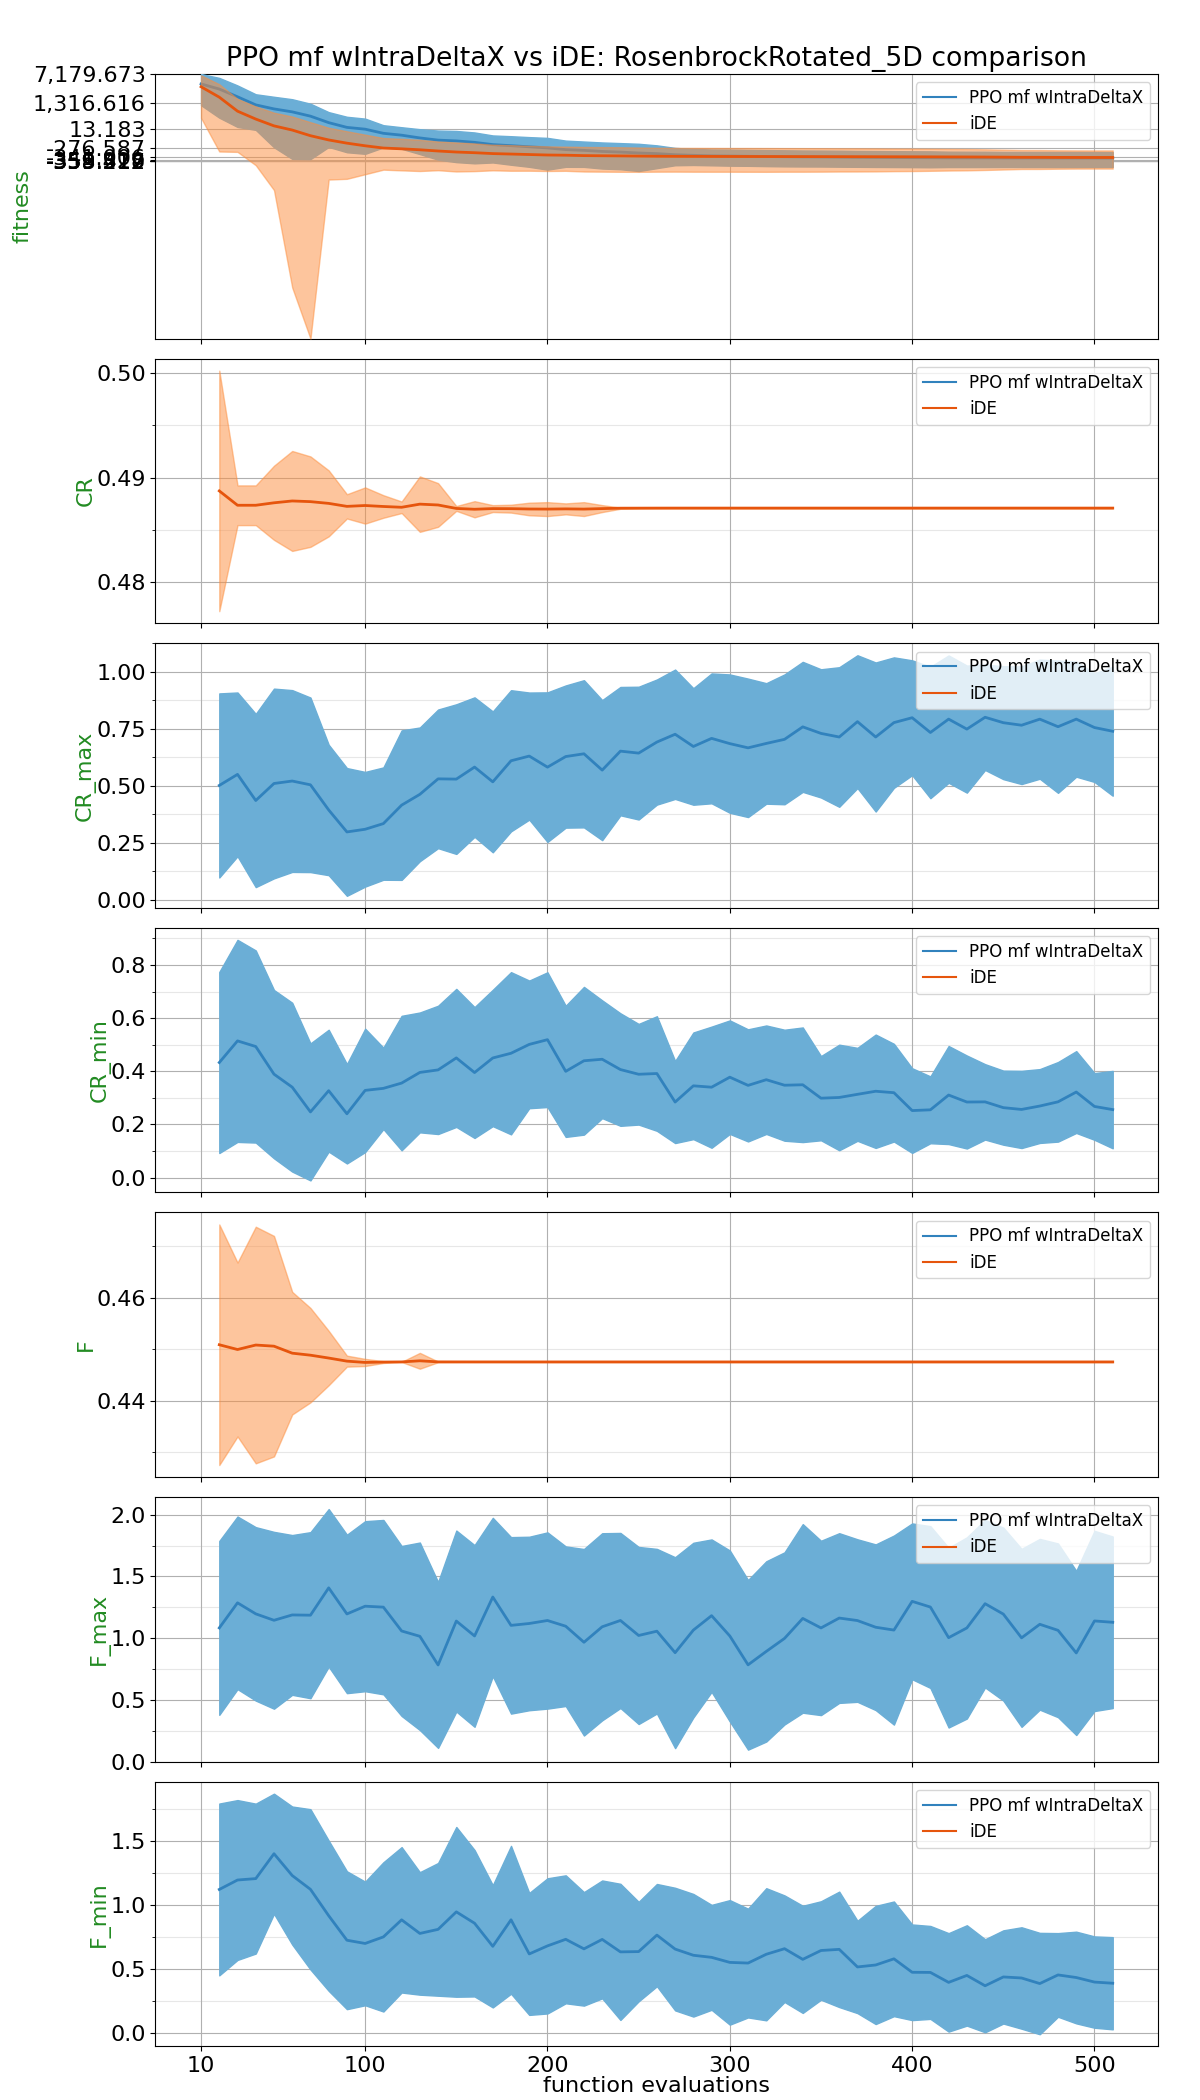 PPO mf wIntraDeltaX vs iDE: RosenbrockRotated_5D comparison
7,179.673
1,316.616
13.183
-276.587
fitness
PPO mf wIntraDeltaX
iDE
0.50
0.49
0.48
CR
PPO mf wIntraDeltaX
iDE
1.00
0.75
0.50
0.25
0.00
CR_max
PPO mf wIntraDeltaX
iDE
0.8
0.6
0.4
0.2
0.0
CR_min
PPO mf wIntraDeltaX
iDE
0.46
0.44
F
PPO mf wIntraDeltaX
iDE
2.0
1.5
1.0
0.5
0.0
F_max
PPO mf wIntraDeltaX
iDE
1.5
1.0
0.5
0.0
F_min
PPO mf wIntraDeltaX
iDE
10 100 200 300 400 500
function evaluations